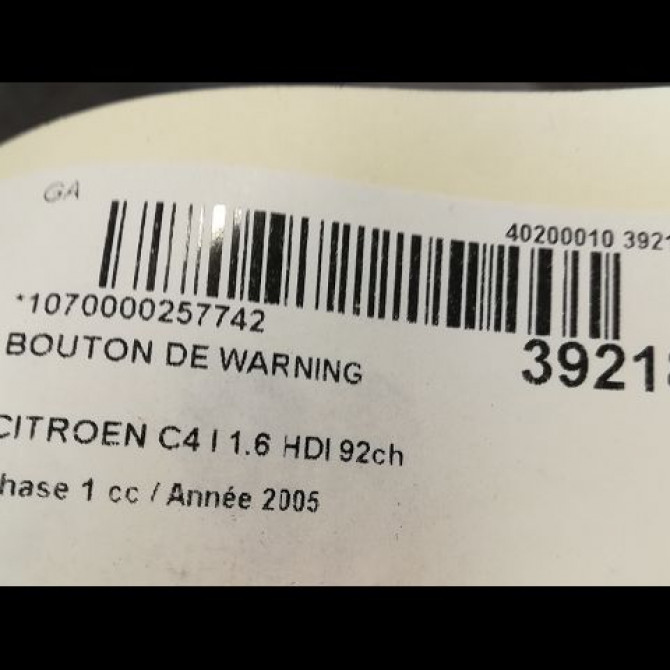 GA
40200010 3921
*1070000257742
BOUTON DE WARNING
3921
CITROEN C4 I 1.6 HDI 92ch
hase 1 cc / Année 2005